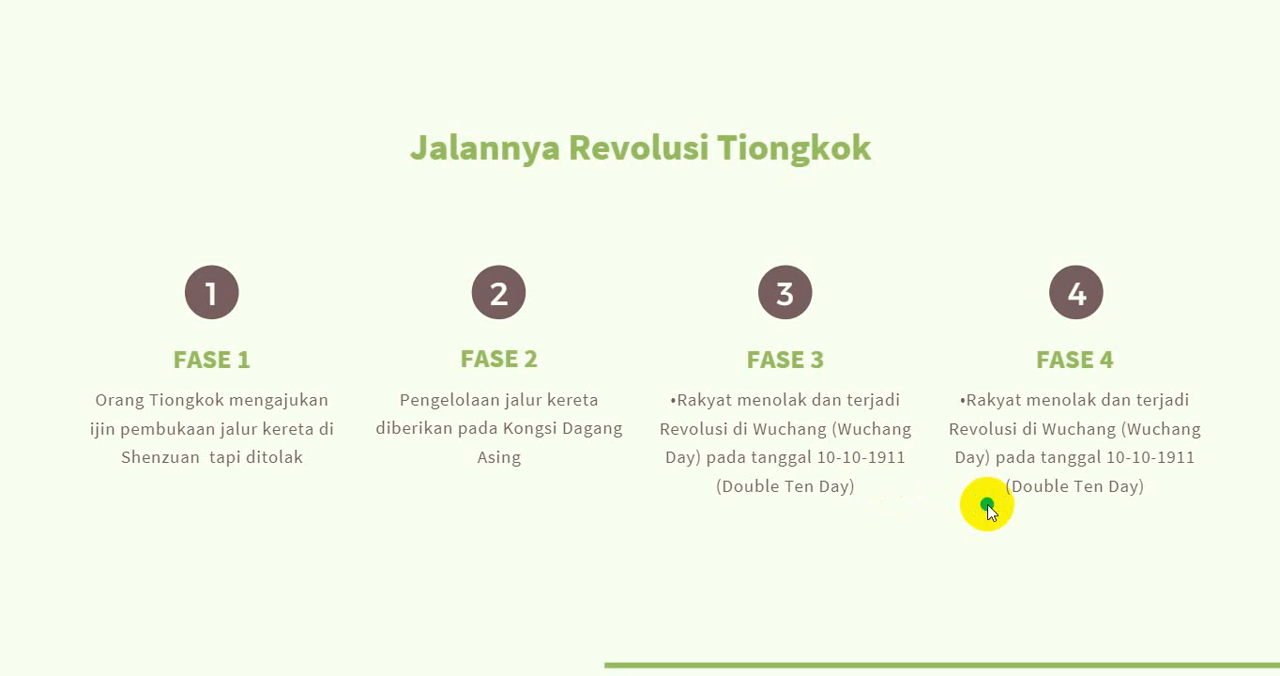 Jalannya Revolusi Tiongkok
1
FASE 1
Orang Tiongkok mengajukan
ijin pembukaan jalur kereta di
Shenzuan tapi ditolak
2
FASE 2
Pengelolaan jalur kereta
diberikan pada Kongsi Dagang
Asing
3
FASE 3
•Rakyat menolak dan terjadi
Revolusi di Wuchang (Wuchang
Day) pada tanggal 10-10-1911
(Double Ten Day)
4
FASE 4
•Rakyat menolak dan terjadi
Revolusi di Wuchang (Wuchang
Day) pada tanggal 10-10-1911
(Double Ten Day)